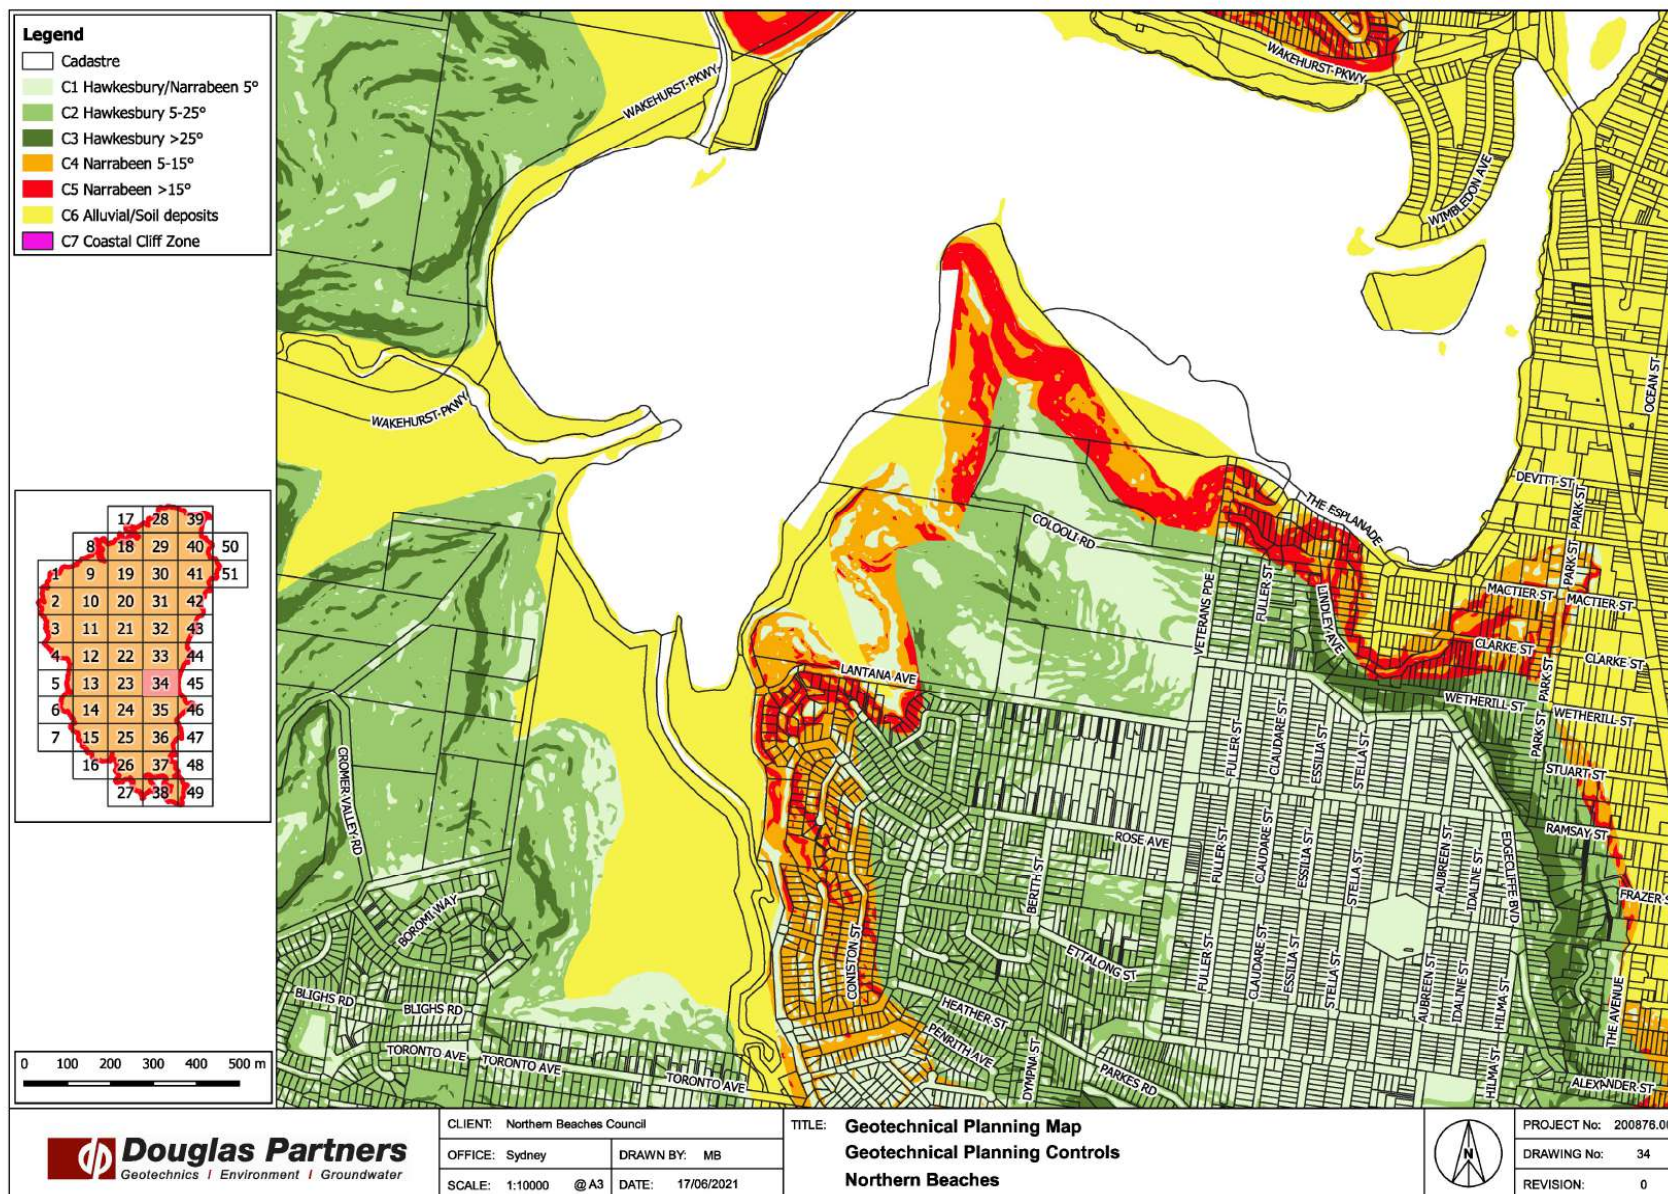 Legend
Cadastre
C1 Hawkesbury/Narrabeen 5°
C2 Hawkesbury 5-25°
C3 Hawkesbury >25°
C4 Narrabeen 5-15°
C5 Narrabeen >15°
C6 Alluvial/Soil deposits
C7 Coastal Cliff Zone
17 28 39
8 18 29 40 50
1 9 19 30 41 51
2 10 20 31 42
3 11 21 32 43
4 12 22 33 44
5 13 23 34 45
6 14 24 35 46
7 15 25 36 47
16 26 37 48
27 38 49
0 100 200 300 400 500 m
WAKEHURST PKWY
WAKEHURST PKWY
WIMBLEDON AVE
WAKEHURST PKWY
OCEAN ST
DEVITT ST
PARK ST
THE ESPLANADE
COLOOLI RD
PARK ST
VETERANS PDE
FULLER ST
LINDLEY AVE
MACTIER ST
MACTIER ST
CLARKE ST
CLARKE ST
LANTANA AVE
PARK ST
WETHERILL ST
WETHERILL ST
PARK ST
FULLER ST
CLAUDARE ST
ESSILIA ST
STELLA ST
STUART ST
CROMER VALLEY RD
ROSE AVE
RAMSAY ST
FULLER ST
CLAUDARE ST
ESSILIA ST
STELLA ST
AUBREEN ST
IDALINE ST
EDGECLIFFE BVD
BERITH ST
FRAZER S
BOROMI WAY
CONISTON ST
ETTALONG ST
FULLER ST
CLAUDARE ST
ESSILIA ST
STELLA ST
AUBREEN ST
IDALINE ST
HILMA ST
THE AVENUE
BLIGHS RD
BLIGHS RD
HEATHER ST
PENRITH AVE
TORONTO AVE
TORONTO AVE
TORONTO AVE
DYMPNA ST
PARKES RD
HILMA ST
ALEXANDER ST
dp Douglas Partners
Geotechnics / Environment / Groundwater
CLIENT: Northern Beaches Council
OFFICE: Sydney
DRAWN BY: MB
SCALE: 1:10000 @ A3
DATE: 17/06/2021
TITLE: Geotechnical Planning Map
Geotechnical Planning Controls
Northern Beaches
N
PROJECT No: 200876.00
DRAWING No: 34
REVISION: 0